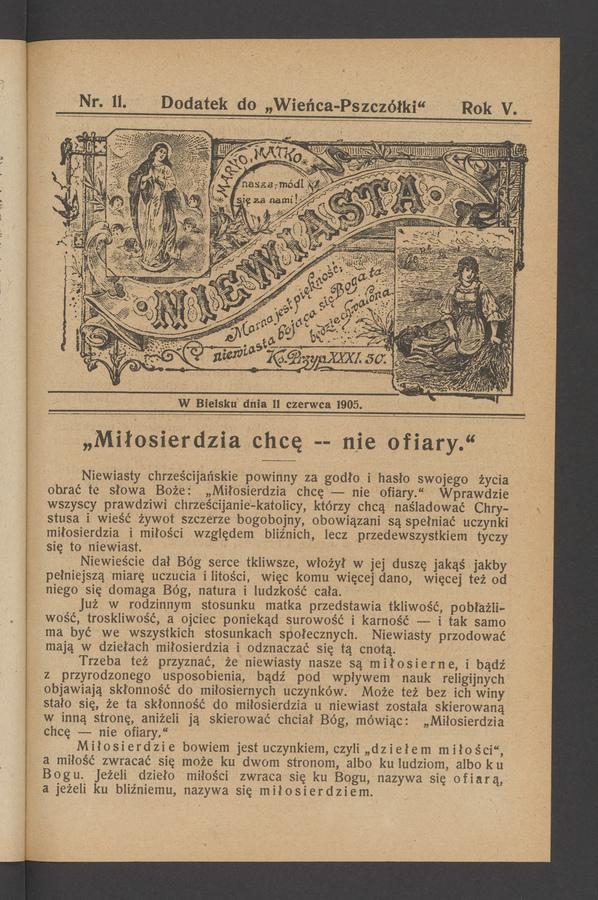 Nr. 11. Dodatek do „Wieńca-Pszczółki“ Rok V.
MARYO, MATKO
nasza, módl
się za nami!
NIEWIASTA
Marna jest piękność;
niewiasta bojąca się Boga ta
będzie chwalona.
Ks. Przyp. XXXI. 30.
W Bielsku dnia 11 czerwca 1905.
„Miłosierdzia chcę -- nie ofiary.“
Niewiasty chrześcijańskie powinny za godło i hasło swojego życia
obrać te słowa Boże: „Miłosierdzia chcę — nie ofiary.“ Wprawdzie
wszyscy prawdziwi chrześcijanie-katolicy, którzy chcą naśladować Chry-
stusa i wieść żywot szczerze bogobojny, obowiązani są spełniać uczynki
miłosierdzia i miłości względem bliźnich, lecz przedewszystkiem tyczy
się to niewiast.
Niewieście dał Bóg serce tkliwsze, włożył w jej duszę jakąś jakby
pełniejszą miarę uczucia i litości, więc komu więcej dano, więcej też od
niego się domaga Bóg, natura i ludzkość cała.
Już w rodzinnym stosunku matka przedstawia tkliwość, pobłażli-
wość, troskliwość, a ojciec poniekąd surowość i karność — i tak samo
ma być we wszystkich stosunkach społecznych. Niewiasty przodować
mają w dziełach miłosierdzia i odznaczać się tą cnotą.
Trzeba też przyznać, że niewiasty nasze są miłosierne, i bądź
z przyrodzonego usposobienia, bądź pod wpływem nauk religijnych
objawiają skłonność do miłosiernych uczynków. Może też bez ich winy
stało się, że ta skłonność do miłosierdzia u niewiast została skierowaną
w inną stronę, aniżeli ją skierować chciał Bóg, mówiąc: „Miłosierdzia
chcę — nie ofiary.“
Miłosierdzie bowiem jest uczynkiem, czyli „dziełem miłości“,
a miłość zwracać się może ku dwom stronom, albo ku ludziom, albo ku
Bogu. Jeżeli dzieło miłości zwraca się ku Bogu, nazywa się ofiarą,
a jeżeli ku bliźniemu, nazywa się miłosierdziem.